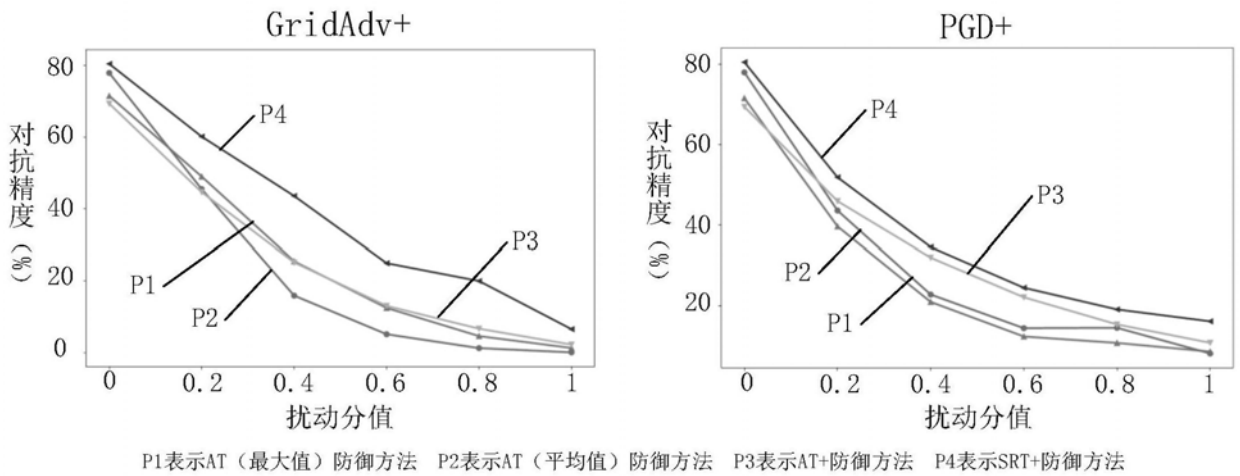 GridAdv+
PGD+
对抗精度(%)
80
60
40
20
0
P4
P3
P1
P2
0 0.2 0.4 0.6 0.8 1
扰动分值
对抗精度(%)
80
60
40
20
P4
P3
P2
P1
0 0.2 0.4 0.6 0.8 1
扰动分值
P1表示AT（最大值）防御方法 P2表示AT（平均值）防御方法 P3表示AT+防御方法 P4表示SRT+防御方法